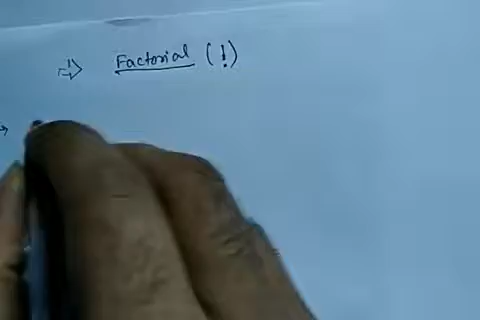 ⇒ Factorial (!)
→